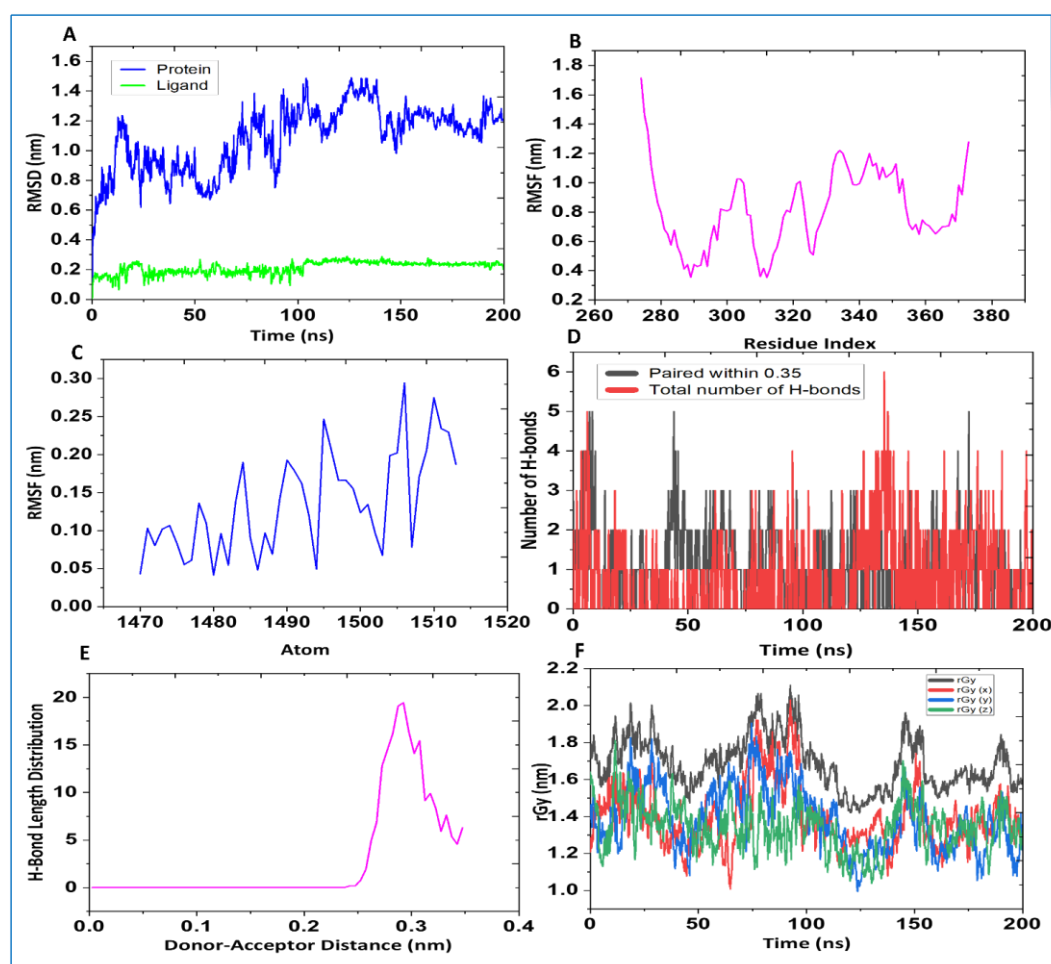 A
RMSD (nm)
1.6
1.4
1.2
1.0
0.8
0.6
0.4
0.2
0.0
Protein
Ligand
0 50 100 150 200
Time (ns)
B
RMSF (nm)
1.8
1.6
1.4
1.2
1.0
0.8
0.6
0.4
0.2
260 280 300 320 340 360 380
Residue Index
C
RMSF (nm)
0.30
0.25
0.20
0.15
0.10
0.05
0.00
1470 1480 1490 1500 1510 1520
Atom
D
Number of H-bonds
6
5
4
3
2
1
0
Paired within 0.35
Total number of H-bonds
0 50 100 150 200
Time (ns)
E
H-Bond Length Distribution
20
15
10
5
0
0.0 0.1 0.2 0.3 0.4
Donor-Acceptor Distance (nm)
F
rGy (nm)
2.2
2.0
1.8
1.6
1.4
1.2
1.0
rGy
rGy (x)
rGy (y)
rGy (z)
0 50 100 150 200
Time (ns)